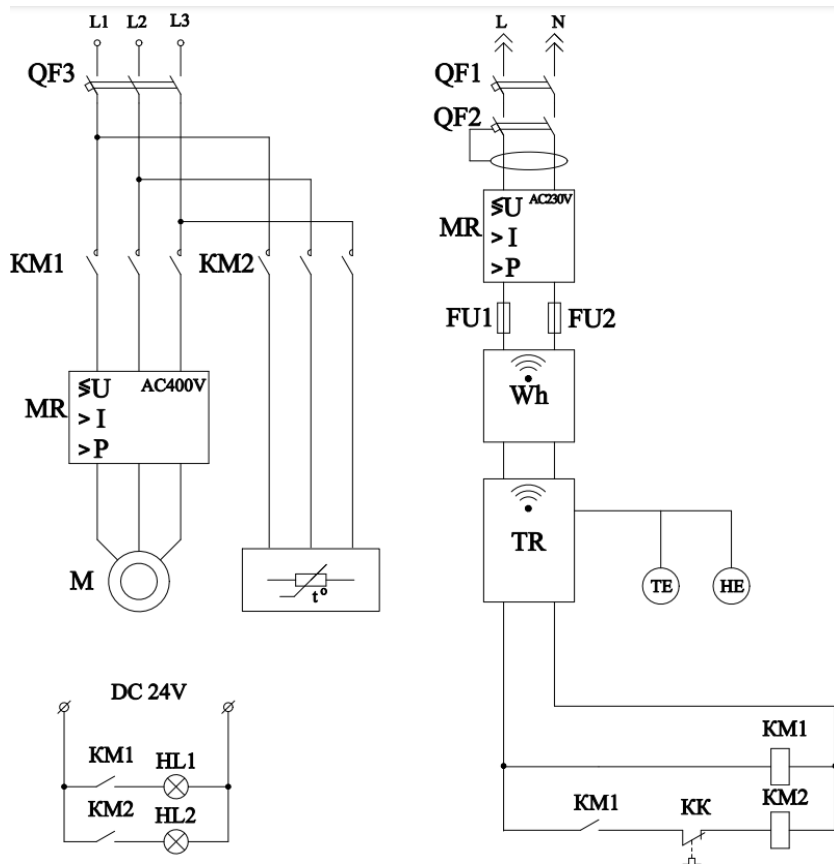 L1 L2 L3
QF3
KM1
KM2
MR
≶U AC400V
>I
>P
M
t°
DC 24V
KM1 HL1
KM2 HL2
L N
QF1
QF2
MR
≶U AC230V
>I
>P
FU1 FU2
Wh
TR
TE HE
KM1
KM1 KK KM2